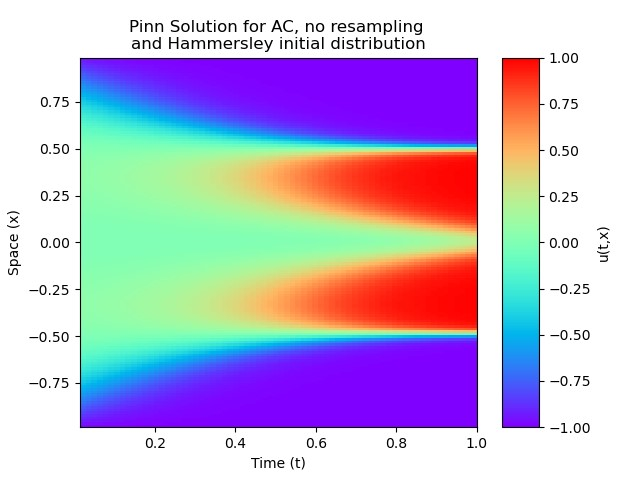 Pinn Solution for AC, no resampling
and Hammersley initial distribution
Space (x)
0.75
0.50
0.25
0.00
−0.25
−0.50
−0.75
0.2 0.4 0.6 0.8 1.0
Time (t)
1.00
0.75
0.50
0.25
0.00
−0.25
−0.50
−0.75
−1.00
u(t,x)